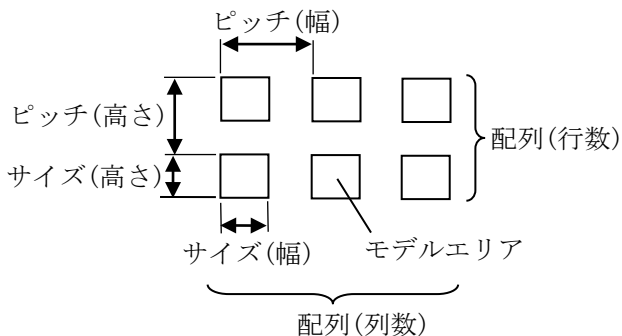 ピッチ(幅)
ピッチ(高さ)
配列(行数)
サイズ(高さ)
サイズ(幅)
モデルエリア
配列(列数)